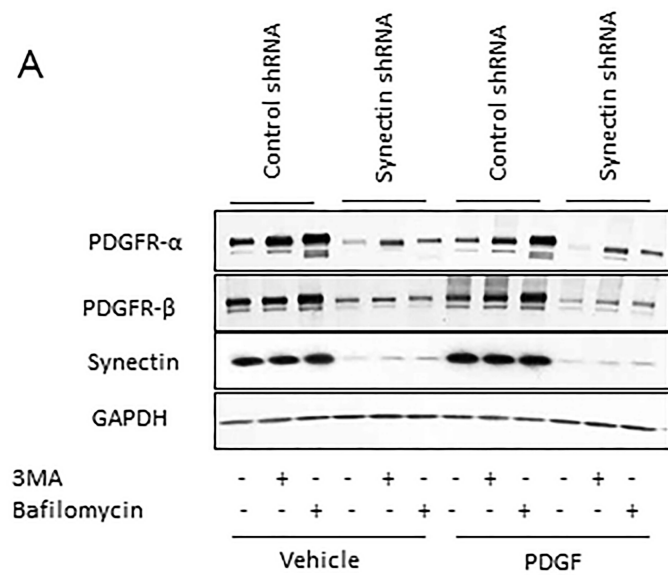 A
Control shRNA
Synectin shRNA
Control shRNA
Synectin shRNA
PDGFR-α
PDGFR-β
Synectin
GAPDH
3MA - + - - + - - + - - + -
Bafilomycin - - + - - + - - + - - +
Vehicle PDGF